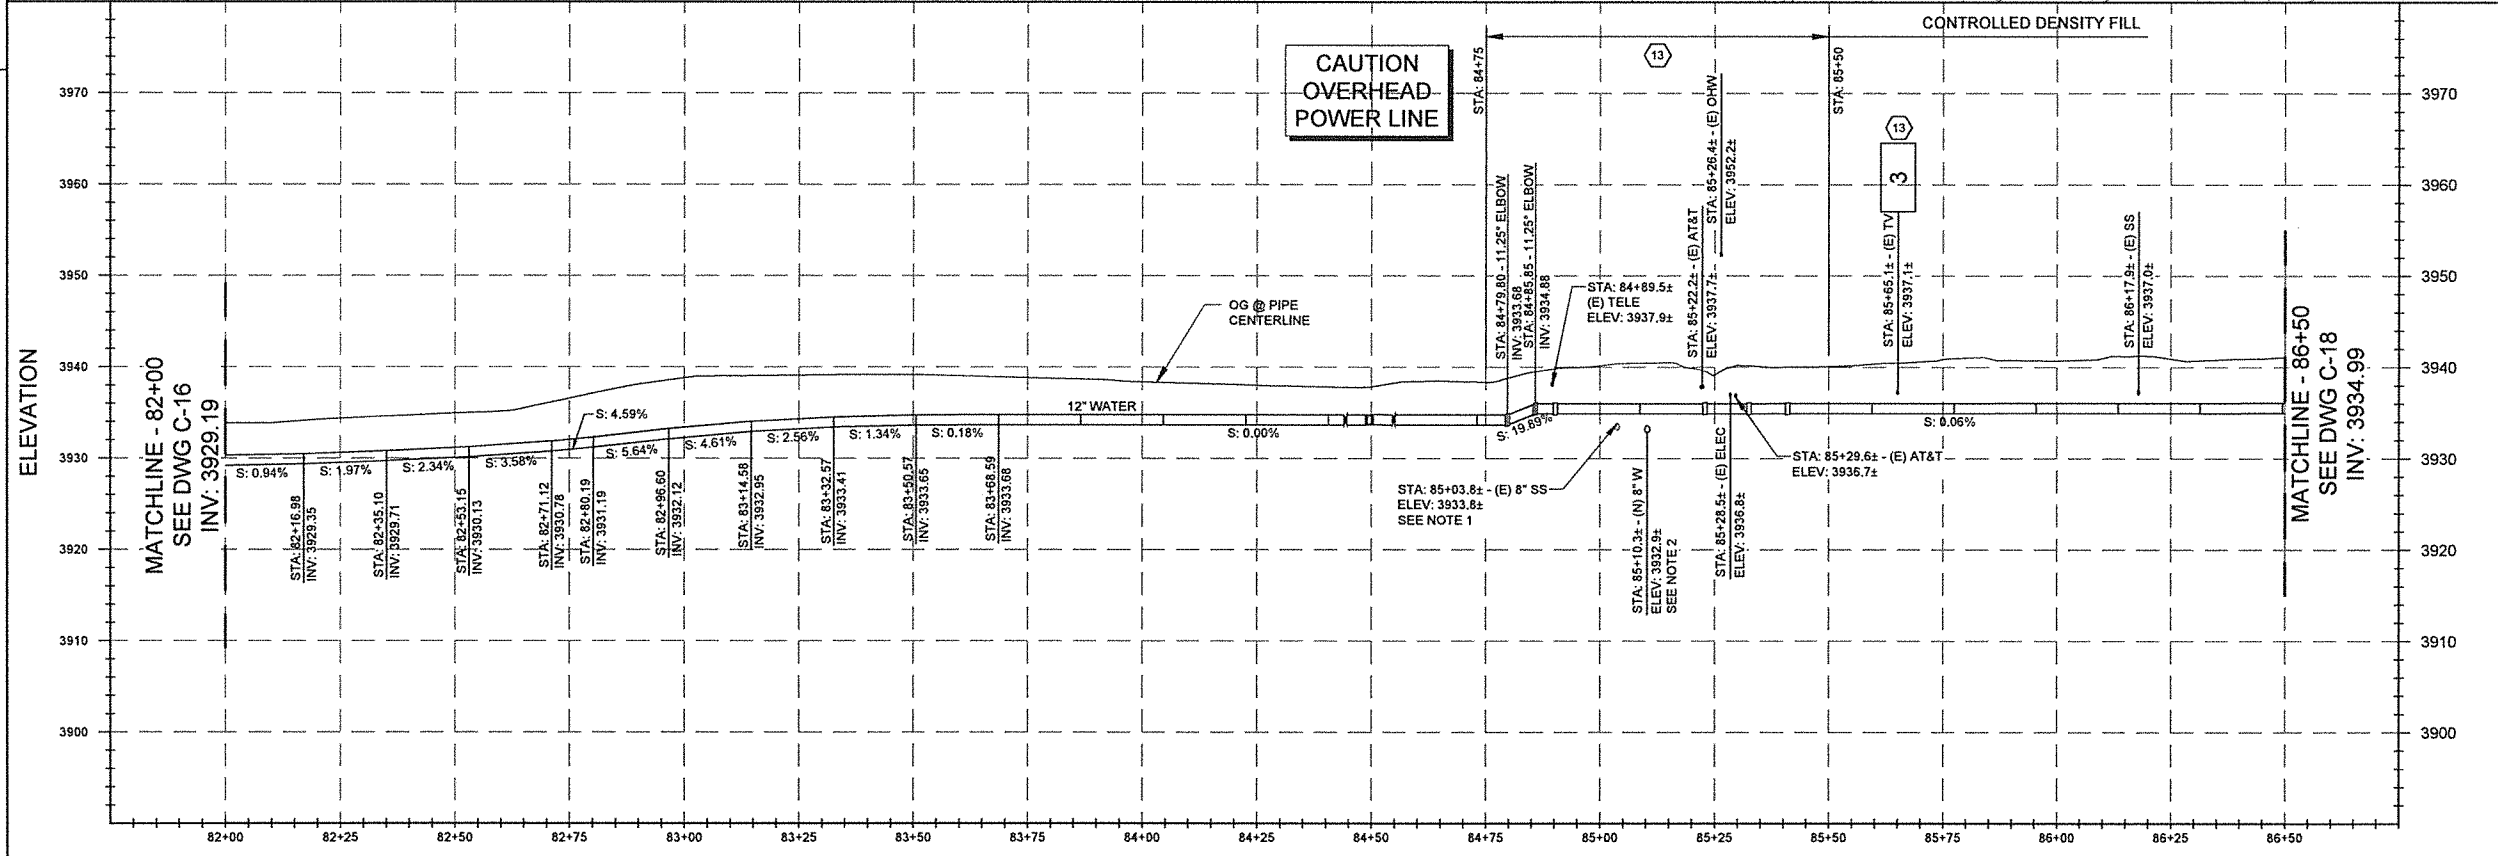 CONTROLLED DENSITY FILL
13
CAUTION
OVERHEAD
POWER LINE
STA: 84+75
STA: 85+50
STA: 85+26.4± - (E) OHW
ELEV: 3952.2±
13
3
ELEVATION
3970
3960
3950
3940
3930
3920
3910
3900
3970
3960
3950
3940
3930
3920
3910
3900
MATCHLINE - 82+00
SEE DWG C-16
INV: 3929.19
OG @ PIPE
CENTERLINE
12" WATER
S: 0.94%
S: 1.97%
S: 2.34%
S: 3.58%
S: 4.59%
S: 5.64%
S: 4.61%
S: 2.56%
S: 1.34%
S: 0.18%
S: 0.00%
S: 19.89%
S: 0.06%
STA: 82+16.98
INV: 3929.35
STA: 82+35.10
INV: 3929.71
STA: 82+53.15
INV: 3930.13
STA: 82+71.12
INV: 3930.78
STA: 82+80.19
INV: 3931.19
STA: 82+96.60
INV: 3932.12
STA: 83+14.58
INV: 3932.95
STA: 83+32.57
INV: 3933.41
STA: 83+50.57
INV: 3933.65
STA: 83+68.59
INV: 3933.68
STA: 84+79.80 - 11.25° ELBOW
INV: 3933.68
STA: 84+85.85 - 11.25° ELBOW
INV: 3934.88
STA: 84+89.5±
(E) TELE
ELEV: 3937.9±
STA: 85+22.2± - (E) AT&T
ELEV: 3937.7±
STA: 85+65.1± - (E) TV
ELEV: 3937.1±
STA: 86+17.9± - (E) SS
ELEV: 3937.0±
STA: 85+03.8± - (E) 8" SS
ELEV: 3933.8±
SEE NOTE 1
STA: 85+10.3± - (N) 8" W
ELEV: 3932.9±
SEE NOTE 2
STA: 85+28.5± - (E) ELEC
ELEV: 3936.8±
STA: 85+29.6± - (E) AT&T
ELEV: 3936.7±
MATCHLINE - 86+50
SEE DWG C-18
INV: 3934.99
82+00
82+25
82+50
82+75
83+00
83+25
83+50
83+75
84+00
84+25
84+50
84+75
85+00
85+25
85+50
85+75
86+00
86+25
86+50